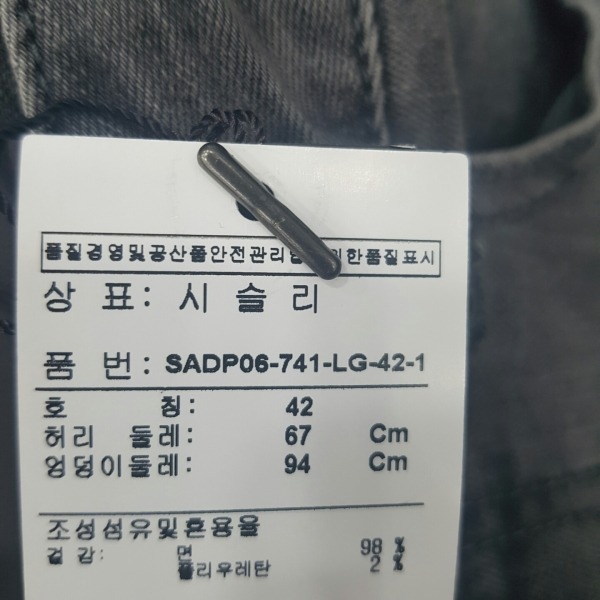 품질경영및공산품안전관리 한품질표시
상 표: 시 슬 리
품 번: SADP06-741-LG-42-1
호 칭: 42
허리 둘레: 67 Cm
엉덩이둘레: 94 Cm
조성섬유및혼용율
겉 감: 면 98 %
폴리우레탄 2 %